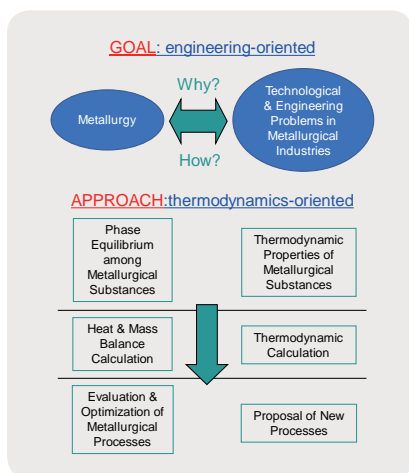 GOAL: engineering-oriented
Why?
Metallurgy
Technological
& Engineering
Problems in
Metallurgical
Industries
How?
APPROACH:thermodynamics-oriented
Phase
Equilibrium
among
Metallurgical
Substances
Thermodynamic
Properties of
Metallurgical
Substances
Heat & Mass
Balance
Calculation
Thermodynamic
Calculation
Evaluation &
Optimization of
Metallurgical
Processes
Proposal of New
Processes